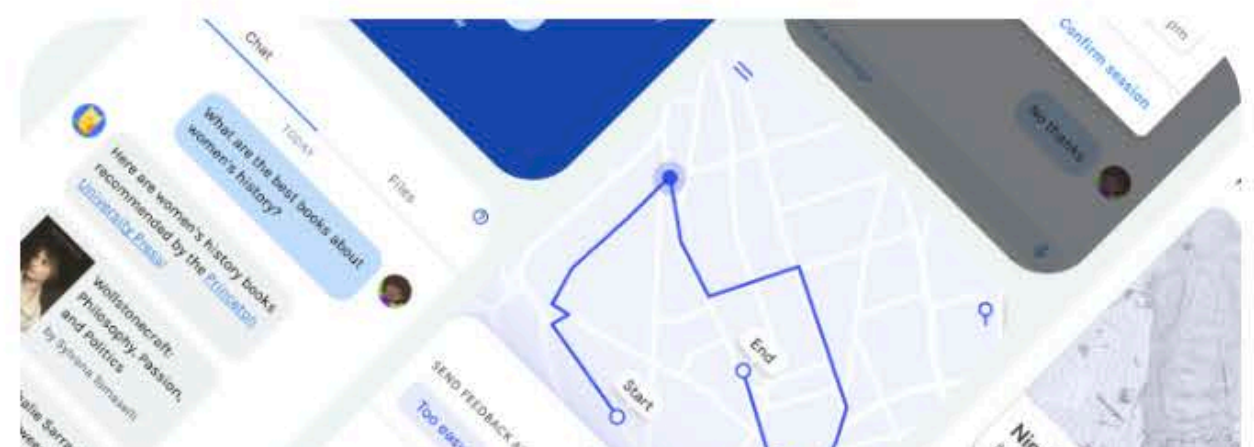 Chat
Files
TODAY
What are the best books about
women's history?
Here are women's history books
recommended by the Princeton
University Press:
Wollstonecraft:
Philosophy, Passion,
and Politics
by Sylvana Tomaselli
SEND FEEDBACK
Too easy
Start
End
pm
Confirm session
No thanks